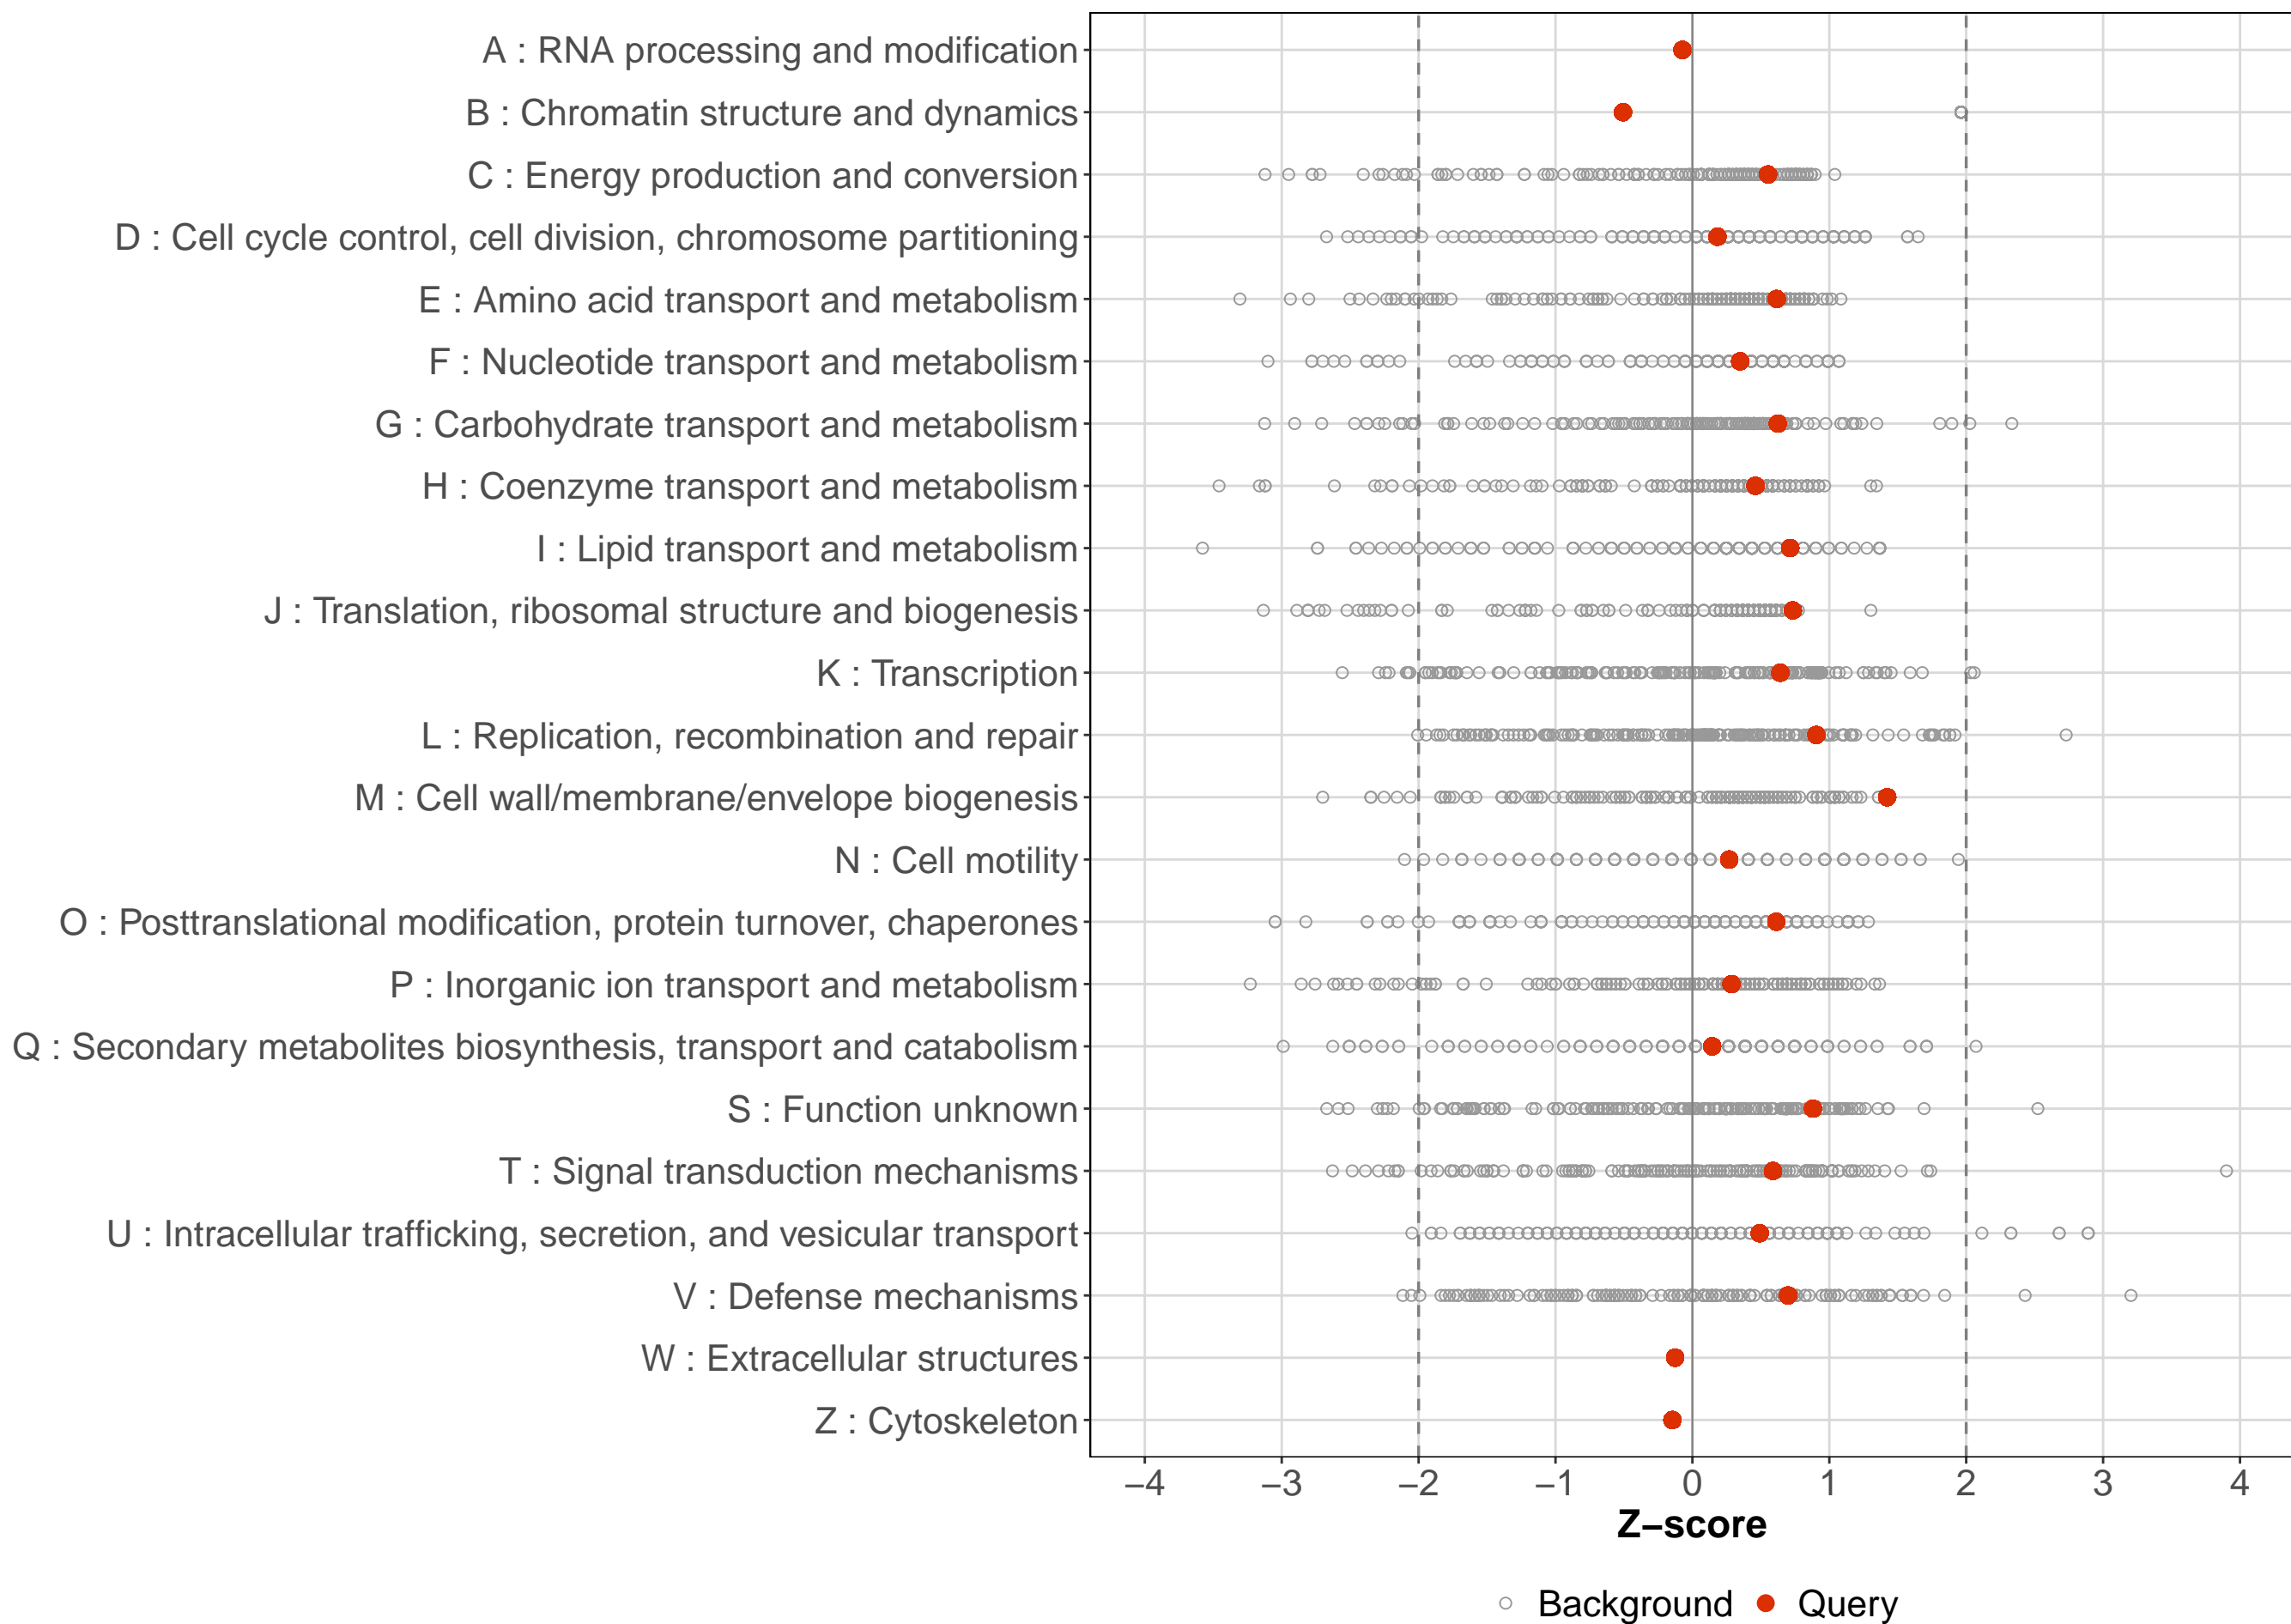 A : RNA processing and modification
B : Chromatin structure and dynamics
C : Energy production and conversion
D : Cell cycle control, cell division, chromosome partitioning
E : Amino acid transport and metabolism
F : Nucleotide transport and metabolism
G : Carbohydrate transport and metabolism
H : Coenzyme transport and metabolism
I : Lipid transport and metabolism
J : Translation, ribosomal structure and biogenesis
K : Transcription
L : Replication, recombination and repair
M : Cell wall/membrane/envelope biogenesis
N : Cell motility
O : Posttranslational modification, protein turnover, chaperones
P : Inorganic ion transport and metabolism
Q : Secondary metabolites biosynthesis, transport and catabolism
S : Function unknown
T : Signal transduction mechanisms
U : Intracellular trafficking, secretion, and vesicular transport
V : Defense mechanisms
W : Extracellular structures
Z : Cytoskeleton
−4 −3 −2 −1 0 1 2 3 4
Z−score
Background Query